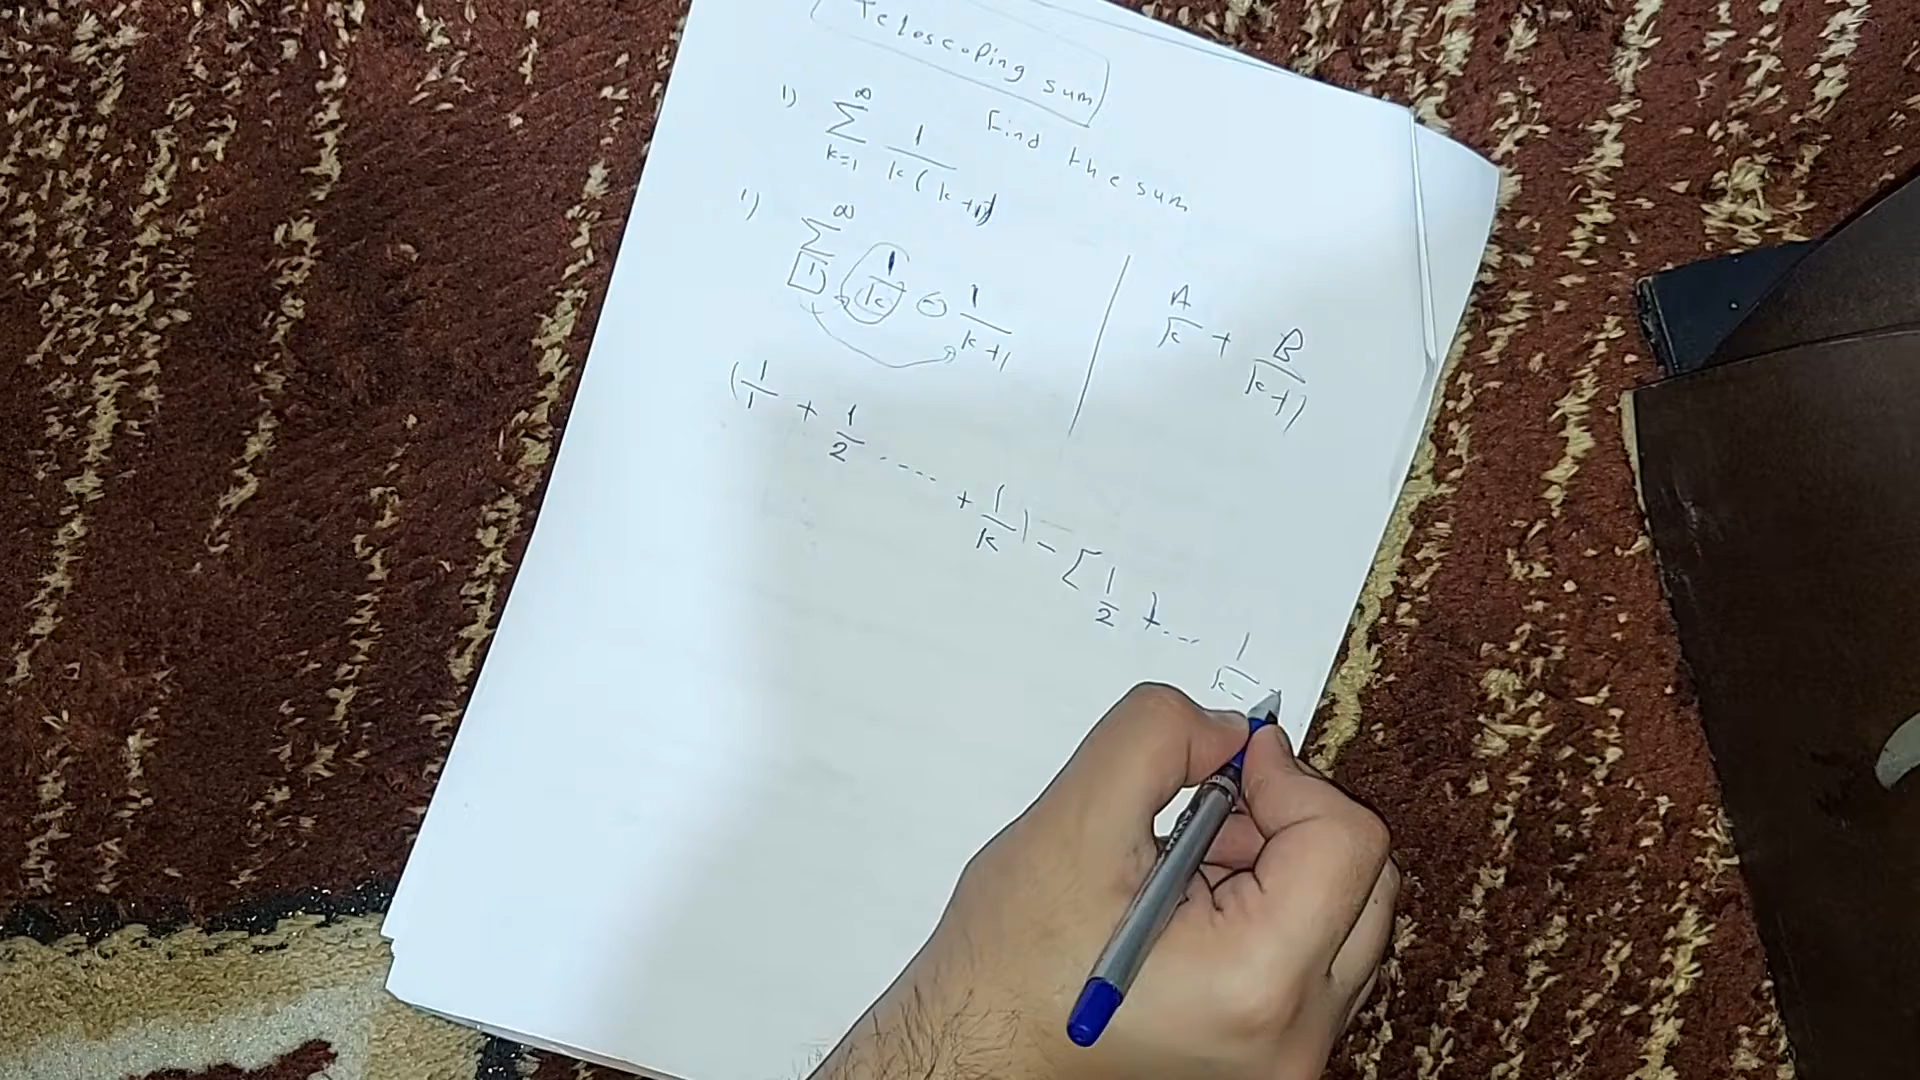 Telescoping sum
Find the sum
1) ∞ ∑ k=1 1/k(k+1)
1) ∞ ∑ 1 1/k - 1/k+1
A/k + B/k+1
(1/1 + 1/2 .... + 1/k) - [1/2 + ... 1/k